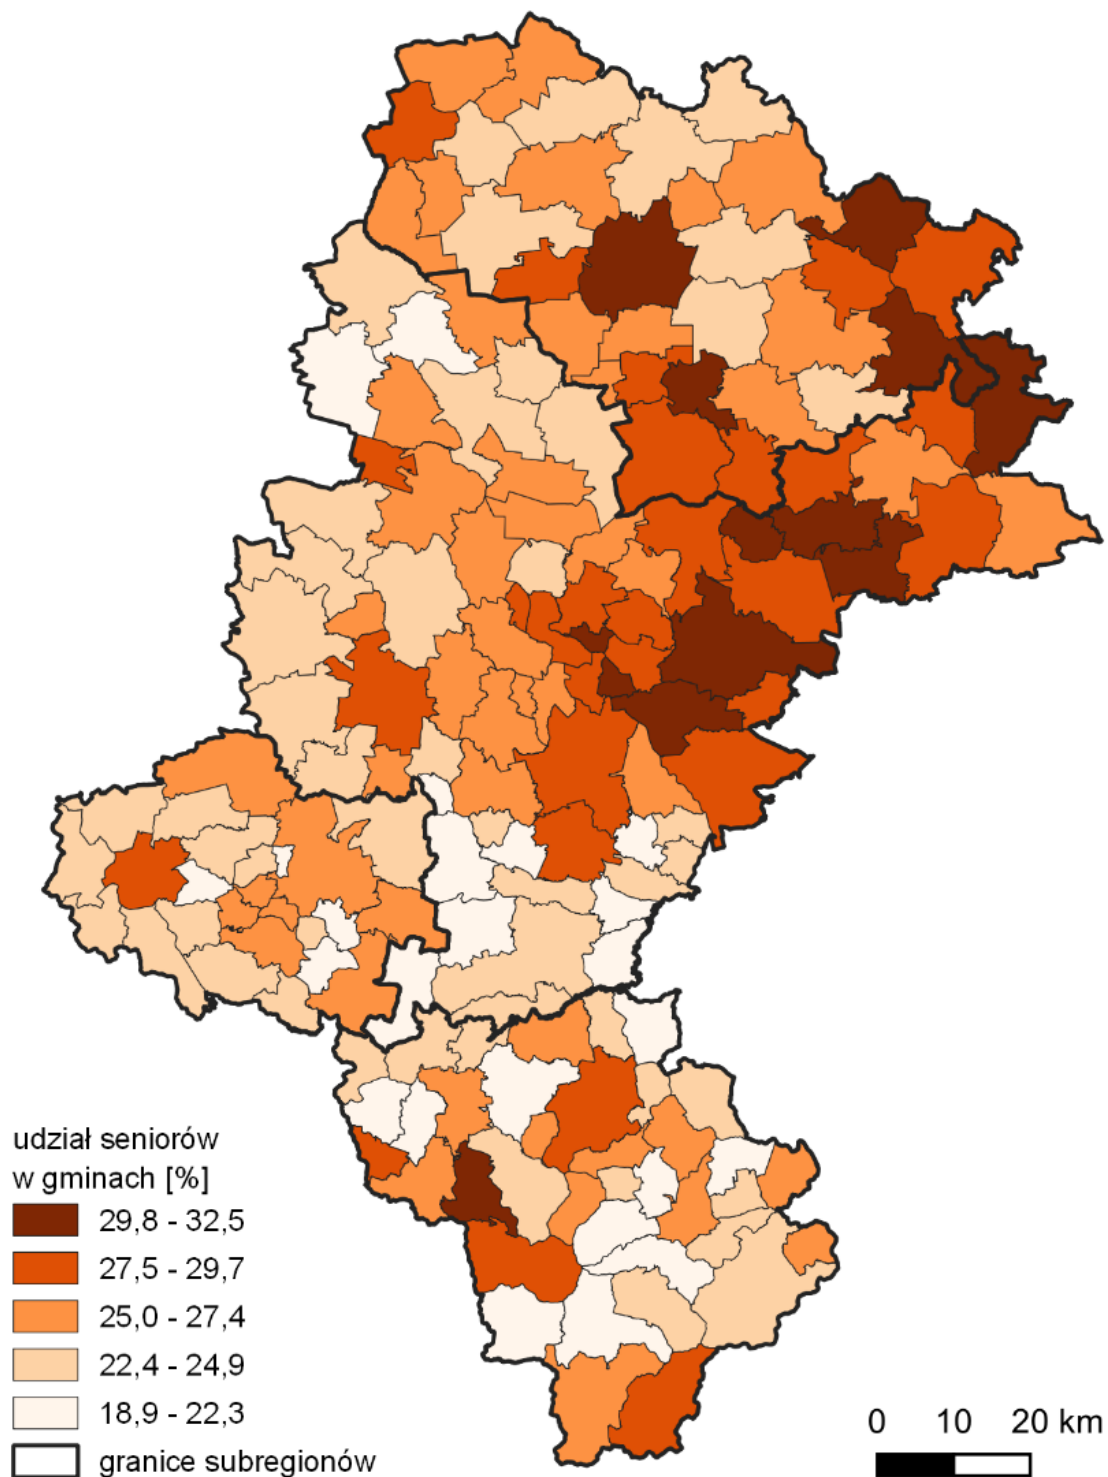 udział seniorów
w gminach [%]
29,8 - 32,5
27,5 - 29,7
25,0 - 27,4
22,4 - 24,9
18,9 - 22,3
granice subregionów
0 10 20 km